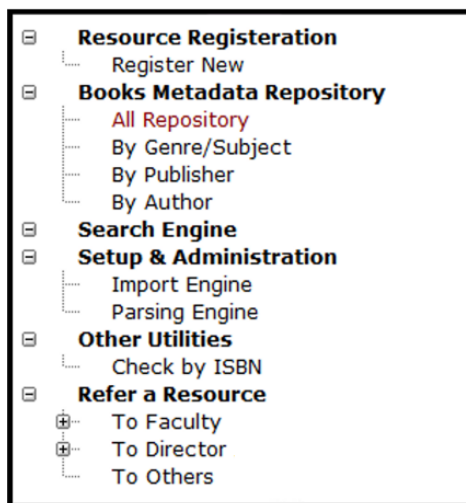 Resource Registeration
Register New
Books Metadata Repository
All Repository
By Genre/Subject
By Publisher
By Author
Search Engine
Setup & Administration
Import Engine
Parsing Engine
Other Utilities
Check by ISBN
Refer a Resource
To Faculty
To Director
To Others